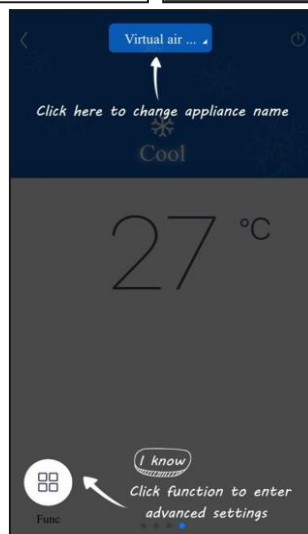 Virtual air ...
Click here to change appliance name
Cool
27 °C
I know
Click function to enter
advanced settings
Func